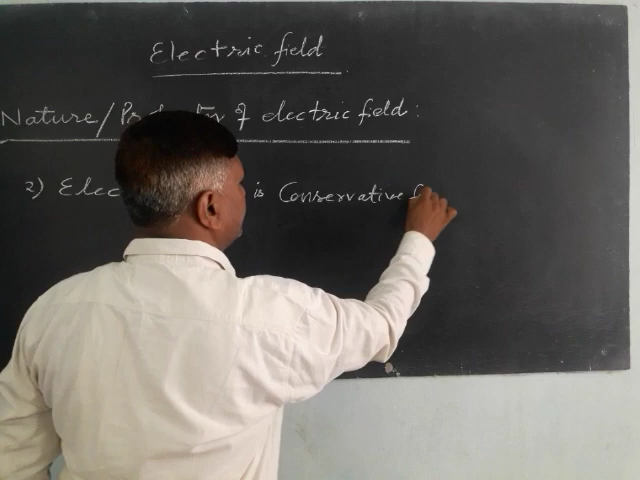 Electric field
Nature/ of electric field:
2) Elec is Conservative f